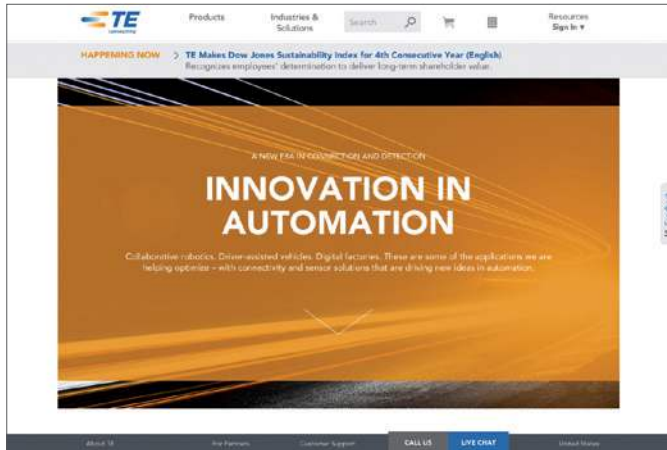 TE
connectivity
Products
Industries &
Solutions
Search
Resources
Sign In ▾
HAPPENING NOW
TE Makes Dow Jones Sustainability Index for 4th Consecutive Year (English)
Recognizes employees' determination to deliver long-term shareholder value.
A NEW ERA IN CONNECTION AND DETECTION
INNOVATION IN
AUTOMATION
Collaborative robotics. Driver-assisted vehicles. Digital factories. These are some of the applications we are
helping optimize – with connectivity and sensor solutions that are driving new ideas in automation.
About TE
For Partners
Customer Support
CALL US
LIVE CHAT
United States